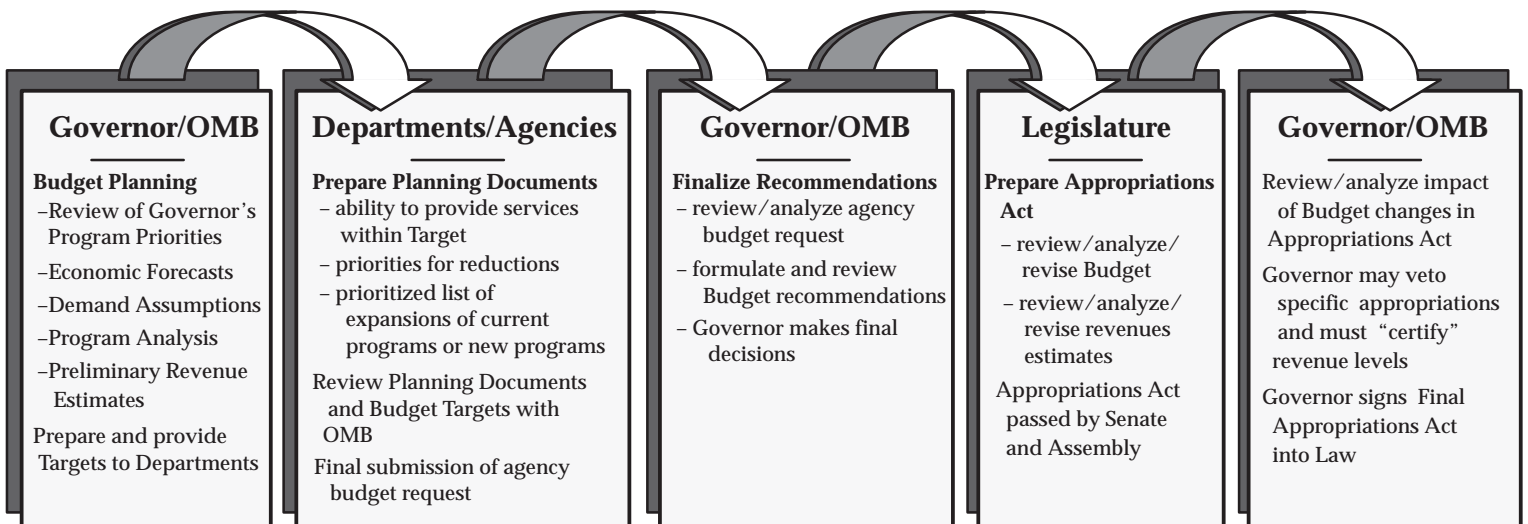 Governor/OMB
Budget Planning
–Review of Governor's
Program Priorities
–Economic Forecasts
–Demand Assumptions
–Program Analysis
–Preliminary Revenue
Estimates
Prepare and provide
Targets to Departments
Departments/Agencies
Prepare Planning Documents
– ability to provide services
within Target
– priorities for reductions
– prioritized list of
expansions of current
programs or new programs
Review Planning Documents
and Budget Targets with
OMB
Final submission of agency
budget request
Governor/OMB
Finalize Recommendations
– review/analyze agency
budget request
– formulate and review
Budget recommendations
– Governor makes final
decisions
Legislature
Prepare Appropriations
Act
– review/analyze/
revise Budget
– review/analyze/
revise revenues
estimates
Appropriations Act
passed by Senate
and Assembly
Governor/OMB
Review/analyze impact
of Budget changes in
Appropriations Act
Governor may veto
specific appropriations
and must “certify”
revenue levels
Governor signs Final
Appropriations Act
into Law